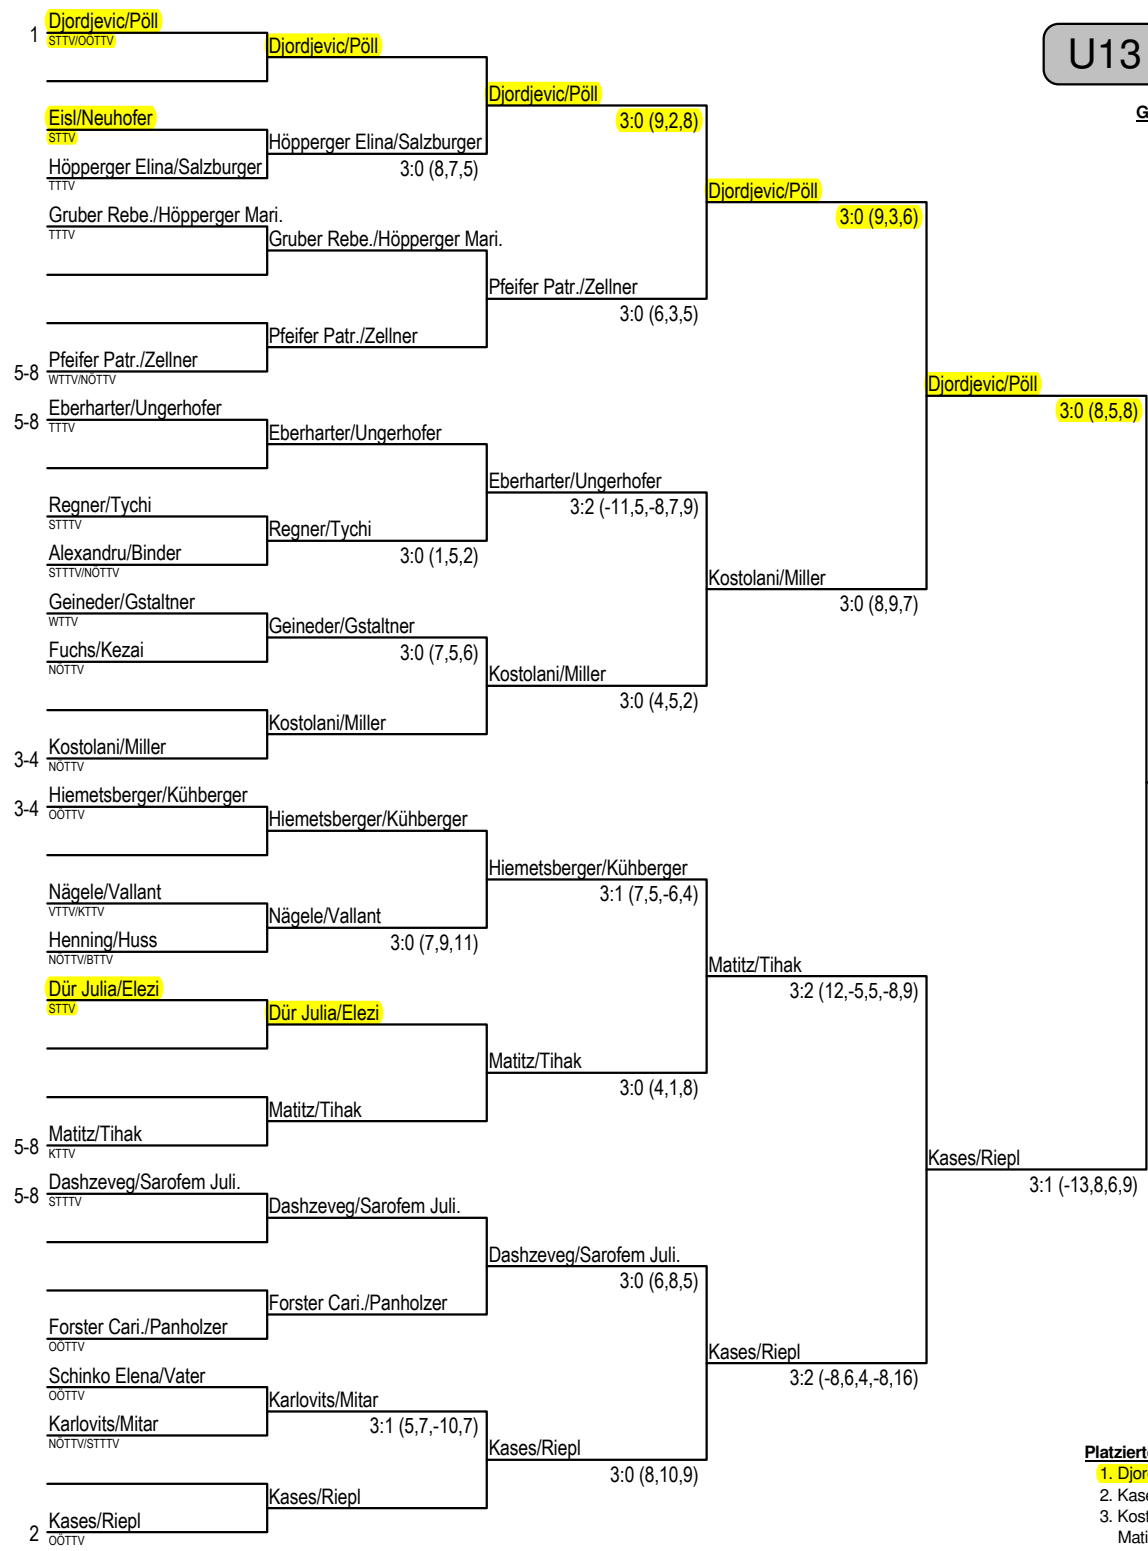 U13
G
1 Djordjevic/Pöll
STTV/OÖTTV
Djordjevic/Pöll
Djordjevic/Pöll
3:0 (9,2,8)
Eisl/Neuhofer
STTV
Höpperger Elina/Salzburger
3:0 (8,7,5)
Höpperger Elina/Salzburger
TTTV
Djordjevic/Pöll
3:0 (9,3,6)
Gruber Rebe./Höpperger Mari.
TTTV
Gruber Rebe./Höpperger Mari.
Pfeifer Patr./Zellner
3:0 (6,3,5)
Pfeifer Patr./Zellner
5-8 Pfeifer Patr./Zellner
WTTV/NÖTTV
Djordjevic/Pöll
3:0 (8,5,8)
5-8 Eberharter/Ungerhofer
TTTV
Eberharter/Ungerhofer
Eberharter/Ungerhofer
3:2 (-11,5,-8,7,9)
Regner/Tychi
STTTV
Regner/Tychi
3:0 (1,5,2)
Alexandru/Binder
STTTV/NÖTTV
Kostolani/Miller
3:0 (8,9,7)
Geineder/Gstaltner
WTTV
Geineder/Gstaltner
3:0 (7,5,6)
Fuchs/Kezai
NÖTTV
Kostolani/Miller
3:0 (4,5,2)
Kostolani/Miller
3-4 Kostolani/Miller
NÖTTV
3-4 Hiemetsberger/Kühberger
OÖTTV
Hiemetsberger/Kühberger
Hiemetsberger/Kühberger
3:1 (7,5,-6,4)
Nägele/Vallant
VTTV/KTTV
Nägele/Vallant
3:0 (7,9,11)
Henning/Huss
NÖTTV/BTTV
Matitz/Tihak
3:2 (12,-5,5,-8,9)
Dür Julia/Elezi
STTV
Dür Julia/Elezi
Matitz/Tihak
3:0 (4,1,8)
Matitz/Tihak
5-8 Matitz/Tihak
KTTV
Kases/Riepl
3:1 (-13,8,6,9)
5-8 Dashzeveg/Sarofem Juli.
STTTV
Dashzeveg/Sarofem Juli.
Dashzeveg/Sarofem Juli.
3:0 (6,8,5)
Forster Cari./Panholzer
Forster Cari./Panholzer
OÖTTV
Kases/Riepl
3:2 (-8,6,4,-8,16)
Schinko Elena/Vater
OÖTTV
Karlovits/Mitar
3:1 (5,7,-10,7)
Karlovits/Mitar
NÖTTV/STTTV
Kases/Riepl
3:0 (8,10,9)
Kases/Riepl
2 Kases/Riepl
OÖTTV
Platziert
1. Djor
2. Kas
3. Kost
Mati